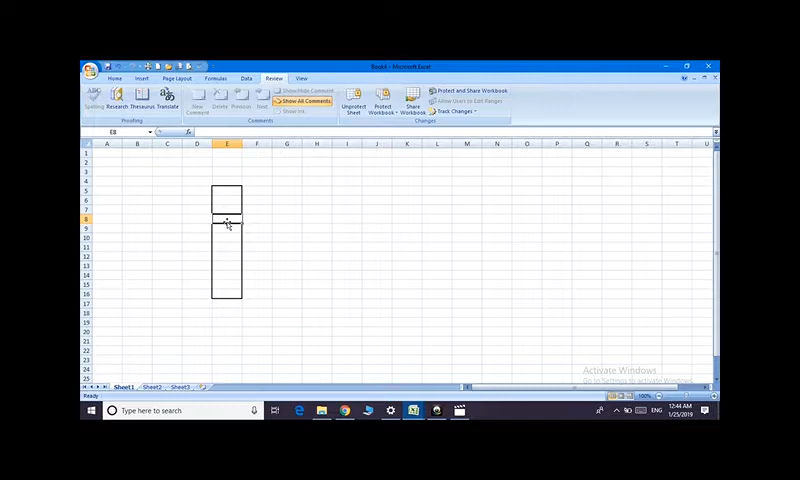 Book4 - Microsoft Excel
Home Insert Page Layout Formulas Data Review View
Show/Hide Comment
Show All Comments
Show Ink
Spelling Research Thesaurus Translate
New Comment Delete Previous Next
Unprotect Sheet Protect Workbook Share Workbook
Protect and Share Workbook
Allow Users to Edit Ranges
Track Changes
Proofing Comments Changes
E8 fx
A B C D E F G H I J K L M N O P Q R S T U
1
2
3
4
5
6
7
8
9
10
11
12
13
14
15
16
17
18
19
20
21
22
23
24
25
Activate Windows
Go to Settings to activate Windows.
Sheet1 Sheet2 Sheet3
Ready 100%
Type here to search
ENG
12:44 AM
1/25/2019